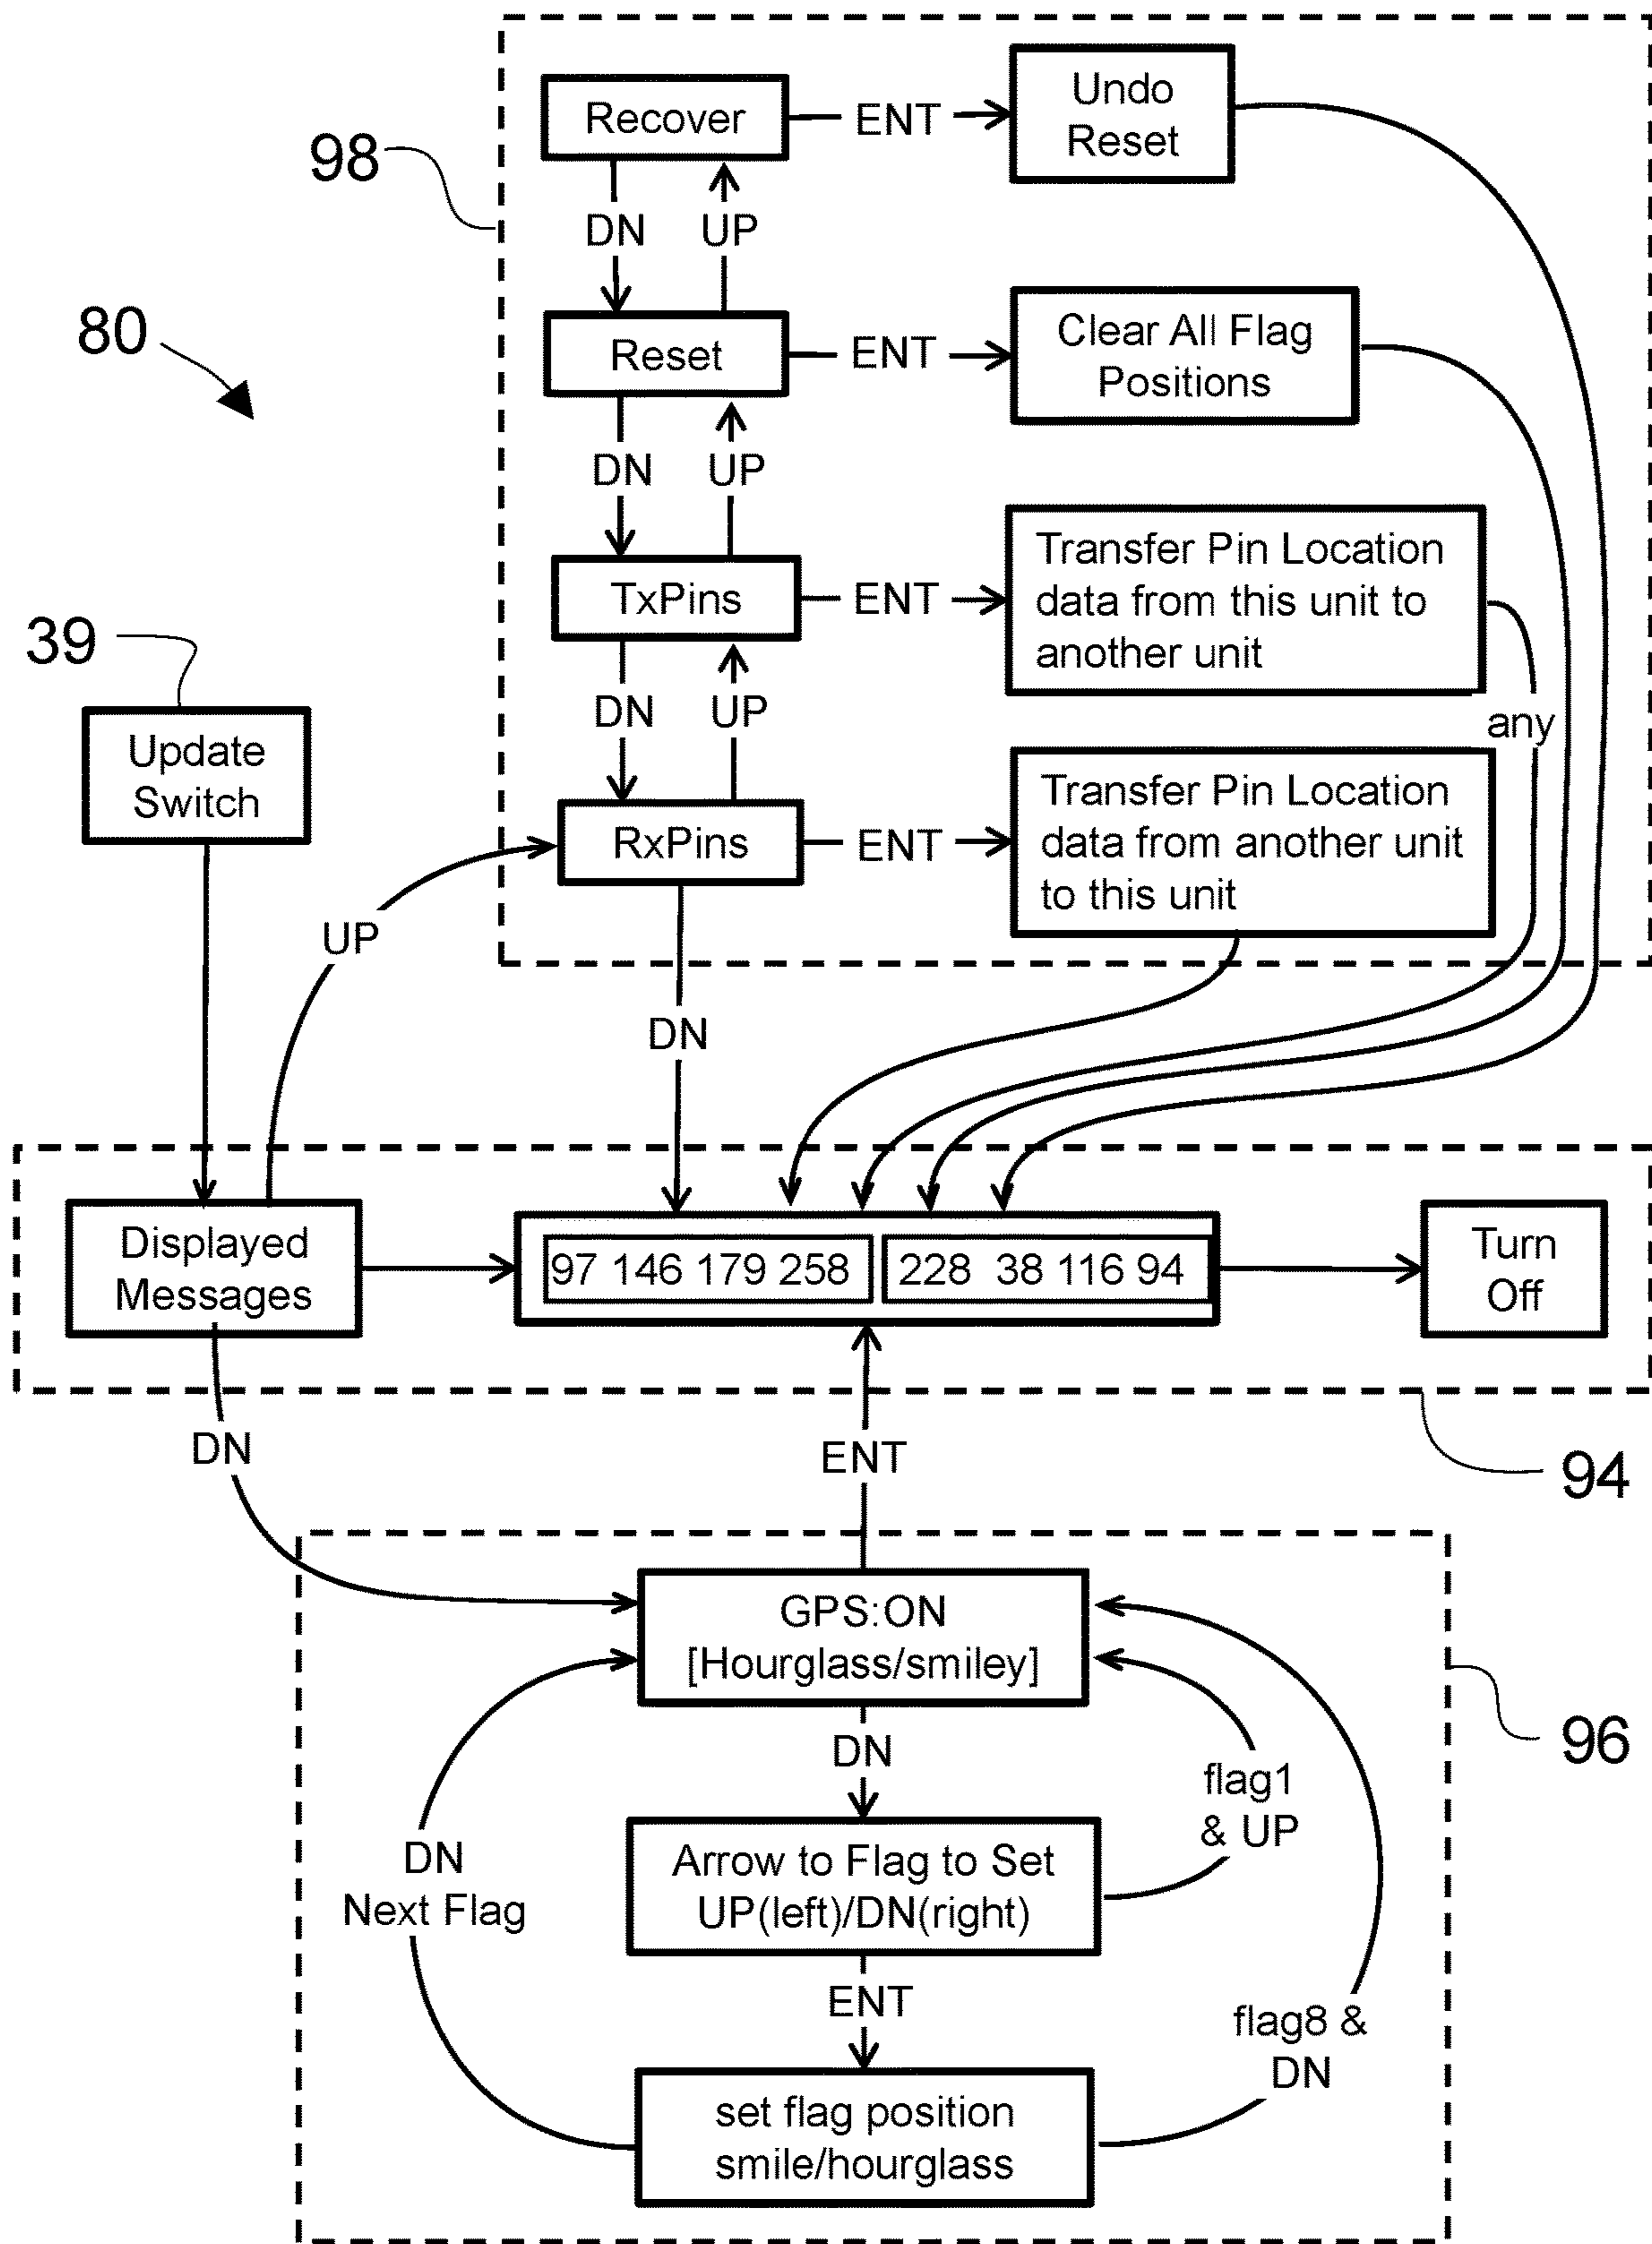 Recover
ENT
Undo
Reset
98
DN
UP
80
Reset
ENT
Clear All Flag
Positions
DN
UP
TxPins
ENT
Transfer Pin Location
data from this unit to
another unit
39
DN
UP
any
Update
Switch
RxPins
ENT
Transfer Pin Location
data from another unit
to this unit
UP
DN
Displayed
Messages
97 146 179 258
228 38 116 94
Turn
Off
DN
ENT
94
GPS:ON
[Hourglass/smiley]
DN
96
flag1
& UP
DN
Next Flag
Arrow to Flag to Set
UP(left)/DN(right)
ENT
flag8 &
DN
set flag position
smile/hourglass